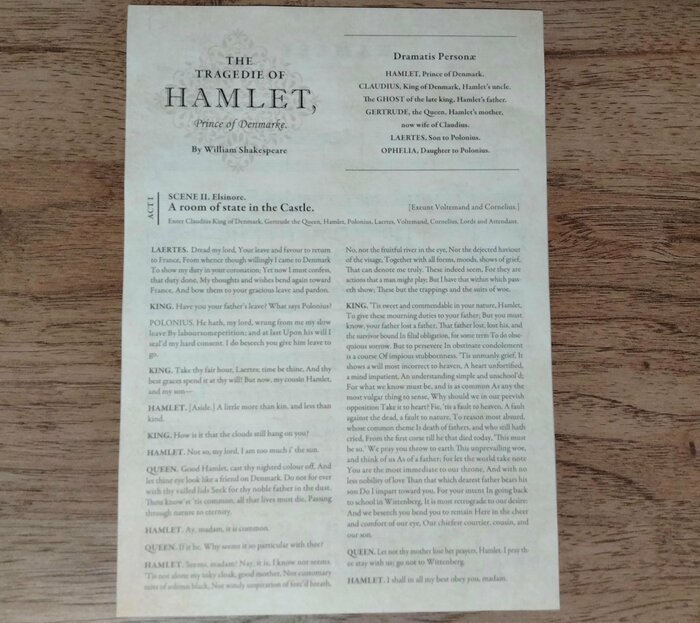 THE
TRAGEDIE OF
HAMLET,
Prince of Denmarke.
By William Shakespeare
Dramatis Personæ
HAMLET, Prince of Denmark.
CLAUDIUS, King of Denmark, Hamlet's uncle.
The GHOST of the late king, Hamlet's father.
GERTRUDE, the Queen, Hamlet's mother,
now wife of Claudius.
LAERTES, Son to Polonius.
OPHELIA, Daughter to Polonius.
ACT I
SCENE II. Elsinore.
A room of state in the Castle.
[Exeunt Voltemand and Cornelius.]
Enter Claudius King of Denmark, Gertrude the Queen, Hamlet, Polonius, Laertes, Voltemand, Cornelius, Lords and Attendant.
LAERTES. Dread my lord, Your leave and favour to return
to France, From whence though willingly I came to Denmark
To show my duty in your coronation; Yet now I must confess,
that duty done, My thoughts and wishes bend again toward
France, And bow them to your gracious leave and pardon.
KING. Have you your father's leave? What says Polonius?
POLONIUS. He hath, my lord, wrung from me my slow
leave By laboursomepetition; and at last Upon his will I
seal'd my hard consent. I do beseech you give him leave to
go.
KING. Take thy fair hour, Laertes; time be thine, And thy
best graces spend it at thy will! But now, my cousin Hamlet,
and my son—
HAMLET. [Aside.] A little more than kin, and less than
kind.
KING. How is it that the clouds still hang on you?
HAMLET. Not so, my lord, I am too much i' the sun.
QUEEN. Good Hamlet, cast thy nighted colour off, And
let thine eye look like a friend on Denmark. Do not for ever
with thy vailed lids Seek for thy noble father in the dust.
Thou know'st 'tis common, all that lives must die, Passing
through nature to eternity.
HAMLET. Ay, madam, it is common.
QUEEN. If it be, Why seems it so particular with thee?
HAMLET. Seems, madam! Nay, it is, I know not seems.
'Tis not alone my inky cloak, good mother, Nor customary
suits of solemn black, Nor windy suspiration of forc'd breath,
No, not the fruitful river in the eye, Nor the dejected haviour
of the visage, Together with all forms, moods, shows of grief,
That can denote me truly. These indeed seem, For they are
actions that a man might play; But I have that within which pas-
seth show; These but the trappings and the suits of woe.
KING. 'Tis sweet and commendable in your nature, Hamlet,
To give these mourning duties to your father; But you must
know, your father lost a father, That father lost, lost his, and
the survivor bound In filial obligation, for some term To do obse-
quious sorrow. But to persever In obstinate condolement
is a course Of impious stubbornness. 'Tis unmanly grief, It
shows a will most incorrect to heaven, A heart unfortified,
a mind impatient, An understanding simple and unschool'd;
For what we know must be, and is as common As any the
most vulgar thing to sense, Why should we in our peevish
opposition Take it to heart? Fie, 'tis a fault to heaven, A fault
against the dead, a fault to nature, To reason most absurd,
whose common theme Is death of fathers, and who still hath
cried, From the first corse till he that died today, 'This must
be so.' We pray you throw to earth This unprevailing woe,
and think of us As of a father; for let the world take note
You are the most immediate to our throne, And with no
less nobility of love Than that which dearest father bears his
son Do I impart toward you. For your intent In going back
to school in Wittenberg, It is most retrograde to our desire:
And we beseech you bend you to remain Here in the cheer
and comfort of our eye, Our chiefest courtier, cousin, and
our son.
QUEEN. Let not thy mother lose her prayers, Hamlet. I pray th-
ee stay with us; go not to Wittenberg.
HAMLET. I shall in all my best obey you, madam.